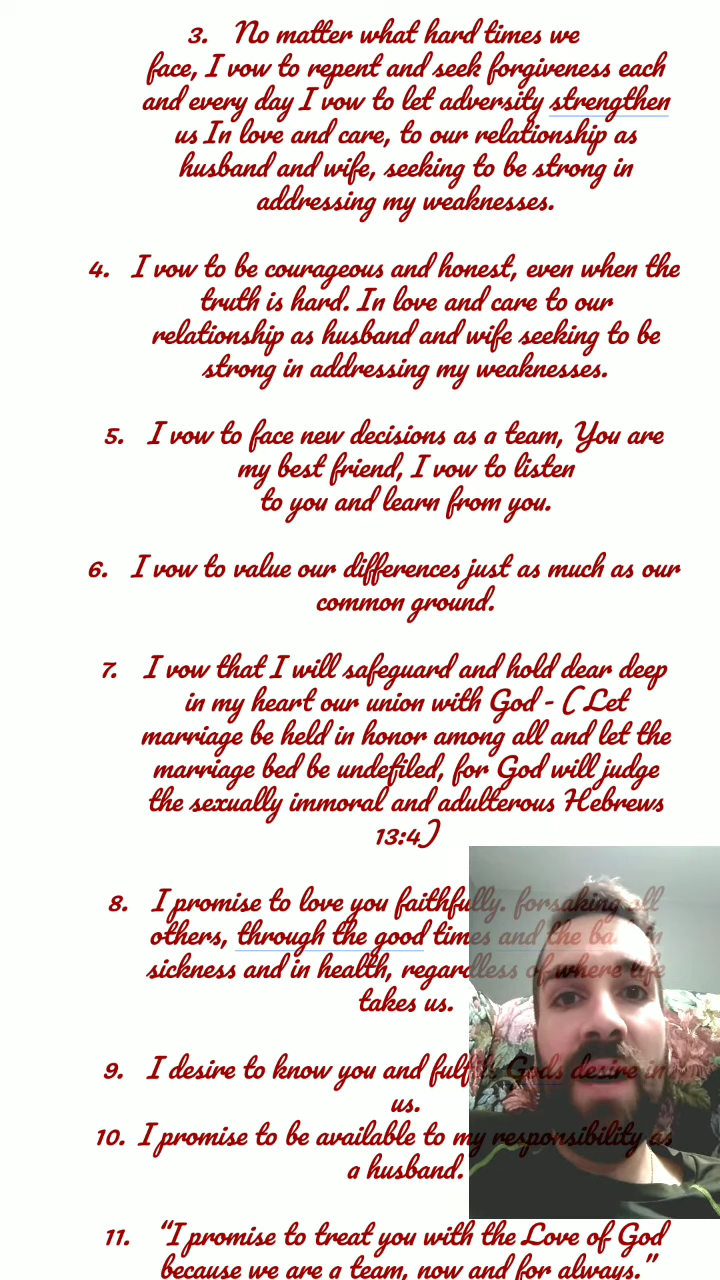 3. No matter what hard times we
face, I vow to repent and seek forgiveness each
and every day I vow to let adversity strengthen
us In love and care, to our relationship as
husband and wife, seeking to be strong in
addressing my weaknesses.
4. I vow to be courageous and honest, even when the
truth is hard. In love and care to our
relationship as husband and wife seeking to be
strong in addressing my weaknesses.
5. I vow to face new decisions as a team, You are
my best friend, I vow to listen
to you and learn from you.
6. I vow to value our differences just as much as our
common ground.
7. I vow that I will safeguard and hold dear deep
in my heart our union with God - ( Let
marriage be held in honor among all and let the
marriage bed be undefiled, for God will judge
the sexually immoral and adulterous Hebrews
13:4)
8. I promise to love you faithfully. forsaking all
others, through the good times and the ba
sickness and in health, regardless of where life
takes us.
9. I desire to know you and Gods desire in
us.
10. I promise to be available to my responsibility as
a husband.
11. “I promise to treat you with the Love of God
because we are a team, now and for always.”